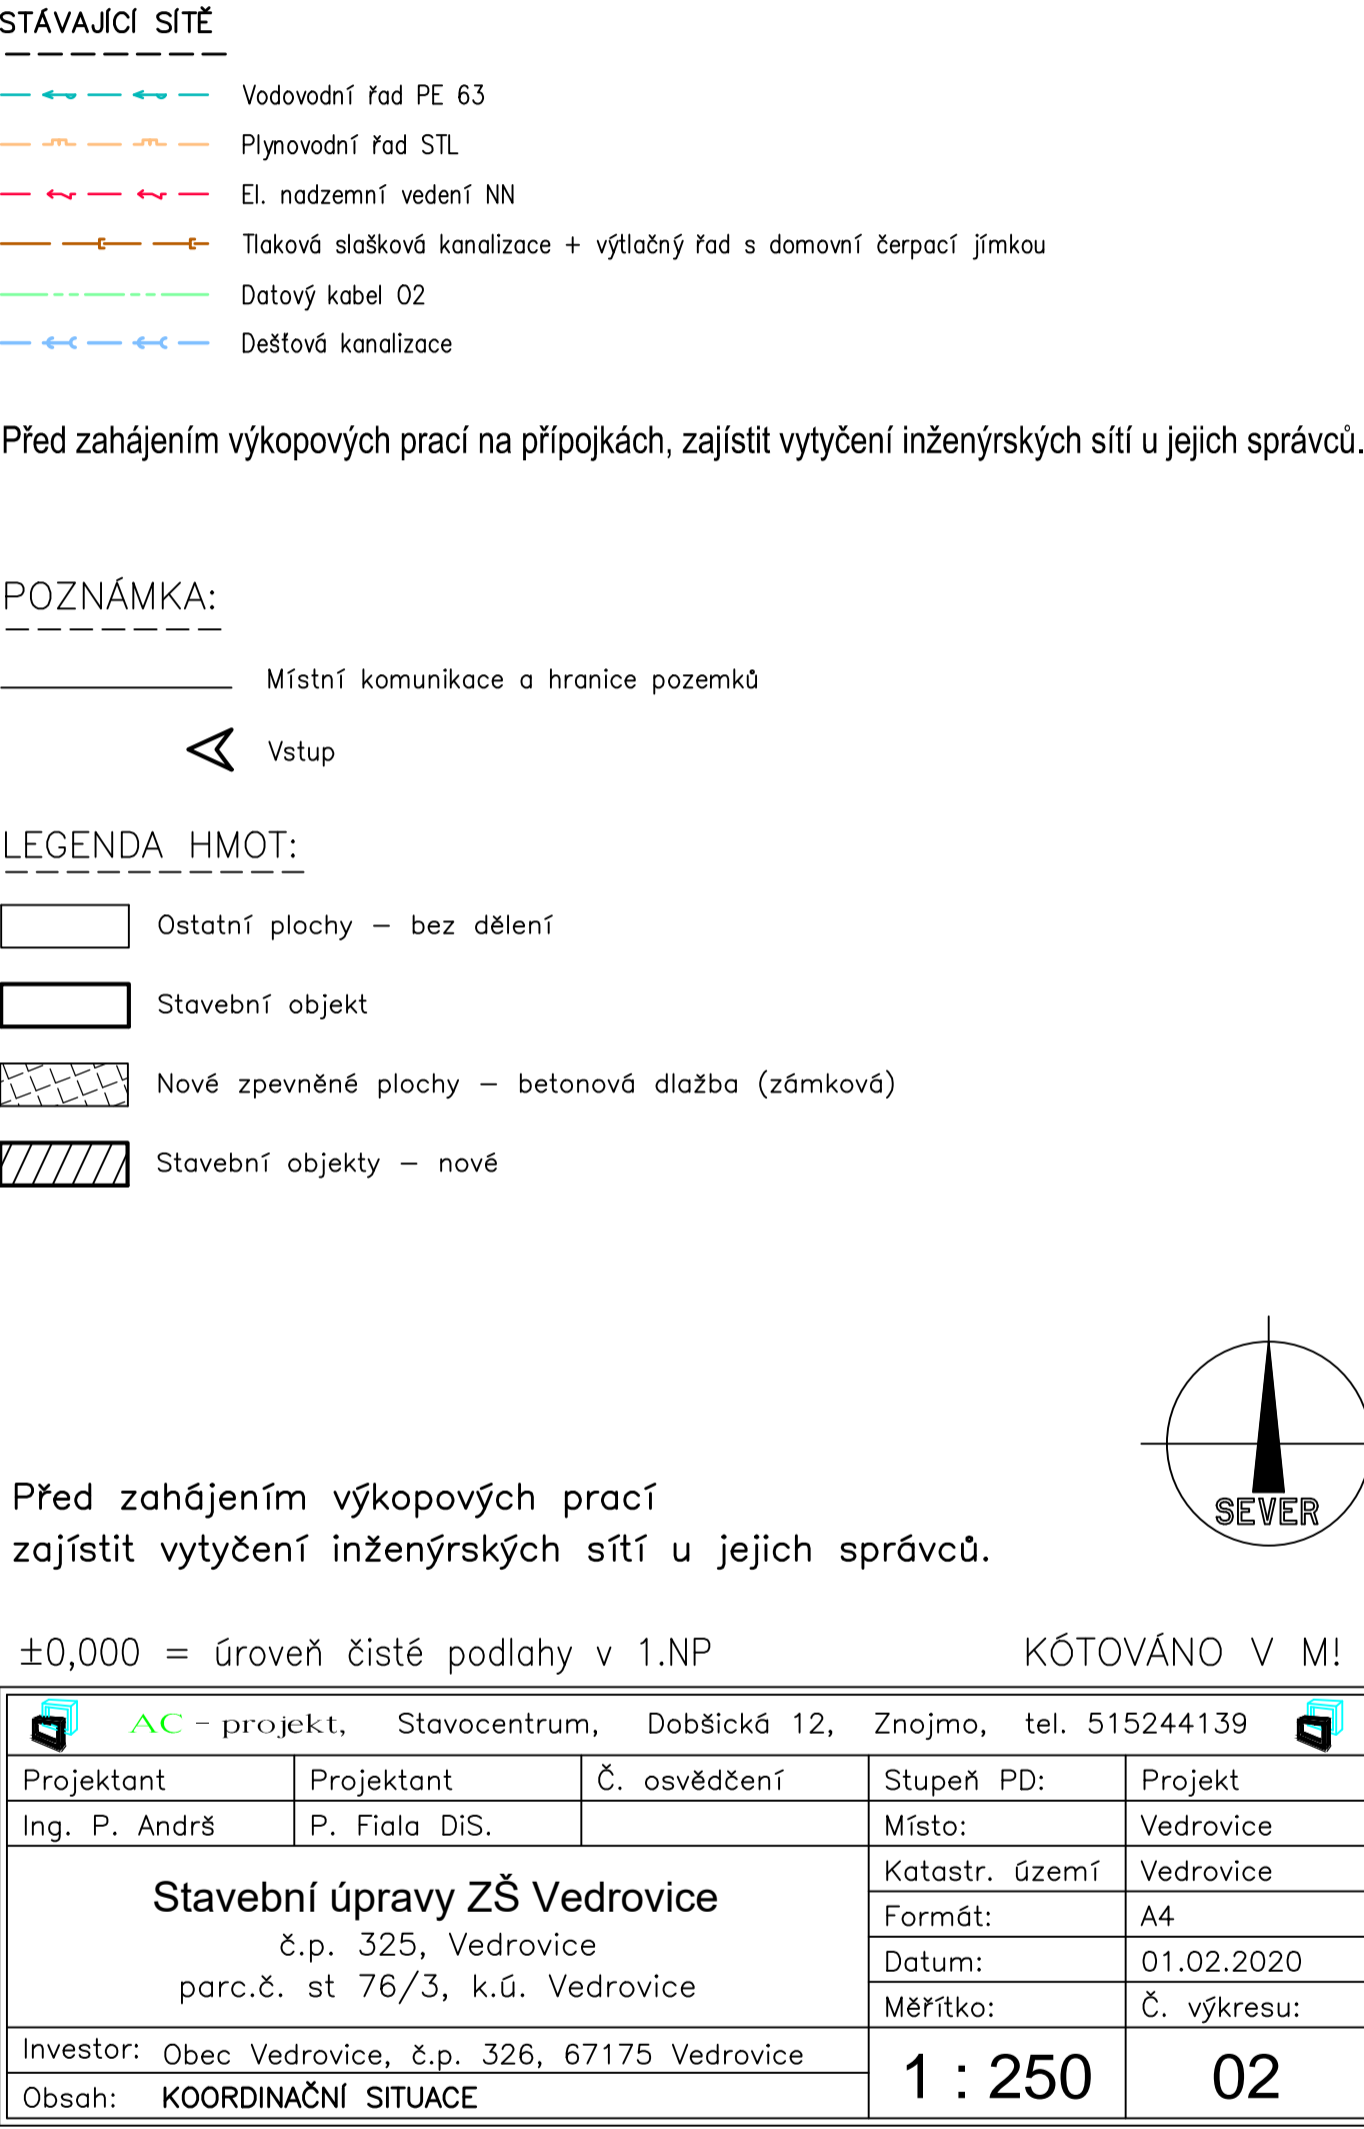 STÁVAJÍCÍ SÍTĚ
Vodovodní řad PE 63
Plynovodní řad STL
El. nadzemní vedení NN
Tlaková slašková kanalizace + výtlačný řad s domovní čerpací jímkou
Datový kabel O2
Dešťová kanalizace
Před zahájením výkopových prací na přípojkách, zajístit vytyčení inženýrských sítí u jejich správců.
POZNÁMKA:
Místní komunikace a hranice pozemků
Vstup
LEGENDA HMOT:
Ostatní plochy – bez dělení
Stavební objekt
Nové zpevněné plochy – betonová dlažba (zámková)
Stavební objekty – nové
SEVER
Před zahájením výkopových prací
zajístit vytyčení inženýrských sítí u jejich správců.
±0,000 = úroveň čisté podlahy v 1.NP KÓTOVÁNO V M!
AC – projekt, Stavocentrum, Dobšická 12, Znojmo, tel. 515244139
Projektant Projektant Č. osvědčení Stupeň PD: Projekt
Ing. P. Andrš P. Fiala DiS. Místo: Vedrovice
Katastr. území Vedrovice
Stavební úpravy ZŠ Vedrovice
Formát: A4
č.p. 325, Vedrovice
Datum: 01.02.2020
parc.č. st 76/3, k.ú. Vedrovice
Měřítko: Č. výkresu:
Investor: Obec Vedrovice, č.p. 326, 67175 Vedrovice
1 : 250 02
Obsah: KOORDINAČNÍ SITUACE